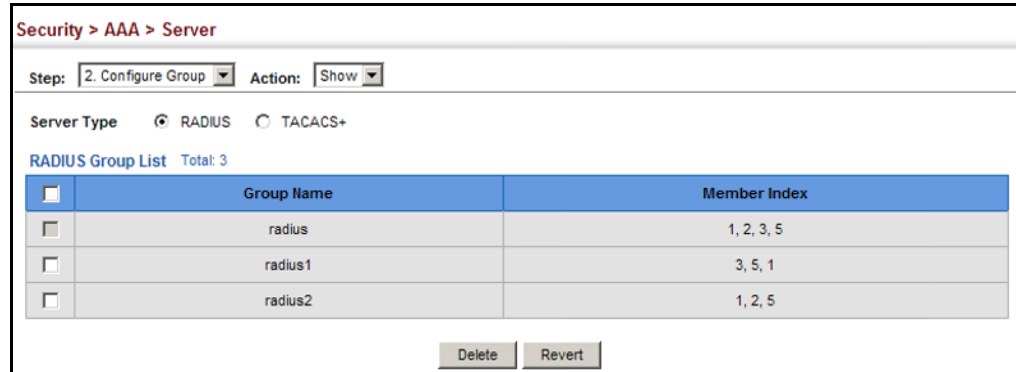 Security > AAA > Server
Step: 2. Configure Group Action: Show
Server Type RADIUS TACACS+
RADIUS Group List Total: 3
Group Name Member Index
radius 1, 2, 3, 5
radius1 3, 5, 1
radius2 1, 2, 5
Delete Revert